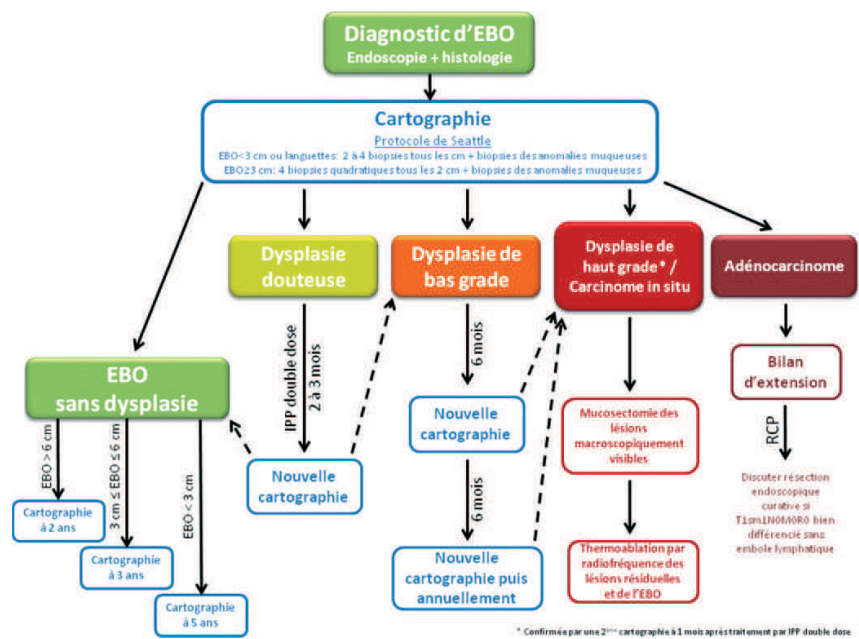 Diagnostic d'EBO
Endoscopie + histologie
Cartographie
Protocole de Seattle
EBO<3 cm ou languettes: 2 à 4 biopsies tous les cm + biopsies des anomalies muqueuses
EBO≥3 cm: 4 biopsies quadratiques tous les 2 cm + biopsies des anomalies muqueuses
Dysplasie
douteuse
Dysplasie de
bas grade
Dysplasie de
haut grade* /
Carcinome in situ
Adénocarcinome
EBO
sans dysplasie
EBO > 6 cm
3 cm ≤ EBO ≤ 6 cm
EBO < 3 cm
Cartographie
à 2 ans
Cartographie
à 3 ans
Cartographie
à 5 ans
IPP double dose
2 à 3 mois
Nouvelle
cartographie
6 mois
Nouvelle
cartographie
6 mois
Nouvelle
cartographie puis
annuellement
Mucosectomie des
lésions
macroscopiquement
visibles
Thermoablation par
radiofréquence des
lésions résiduelles
et de l'EBO
Bilan
d'extension
RCP
Discuter résection
endoscopique
curative si
T1sm1N0M0R0 bien
différencié sans
embole lymphatique
* Confirmée par une 2ème cartographie à 1 mois après traitement par IPP double dose